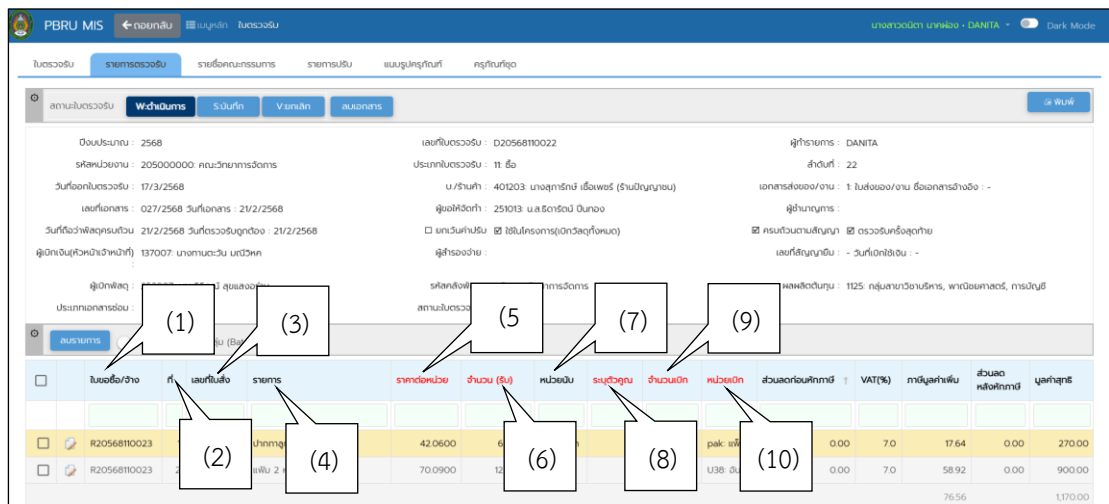 PBRU MIS ถอยกลับ เมนูหลัก ใบตรวจรับ นางสาวดนิตา นาคผ่อง • DANITA Dark Mode
ใบตรวจรับ รายการตรวจรับ รายชื่อคณะกรรมการ รายการปรับ แนบรูปครุภัณฑ์ ครุภัณฑ์ชุด
สถานะใบตรวจรับ W:ดำเนินการ S:บันทึก V:ยกเลิก ลบเอกสาร พิมพ์
ปีงบประมาณ : 2568 เลขที่ใบตรวจรับ : D20568110022 ผู้ทำรายการ : DANITA
รหัสหน่วยงาน : 205000000: คณะวิทยาการจัดการ ประเภทใบตรวจรับ : 11: ซื้อ ลำดับที่ : 22
วันที่ออกใบตรวจรับ : 17/3/2568 บ./ร้านค้า : 401203: นางสุภารักษ์ เชื้อเพชร์ (ร้านปัญญาชน) เอกสารส่งของ/งาน : 1: ใบส่งของ/งาน ชื่อเอกสารอ้างอิง : -
เลขที่เอกสาร : 027/2568 วันที่เอกสาร : 21/2/2568 ผู้ขอให้จัดทำ : 251013: น.ส.ธิดารัตน์ ปิ่นทอง ผู้ชำนาญการ :
วันที่ถือว่าพัสดุครบถ้วน 21/2/2568 วันที่ตรวจรับถูกต้อง : 21/2/2568 ยกเว้นค่าปรับ ใช้ในโครงการ(เบิกวัสดุทั้งหมด) ครบถ้วนตามสัญญา ตรวจรับครั้งสุดท้าย
ผู้เบิกเงิน(หัวหน้าเจ้าหน้าที่) : 137007: นางทานตะวัน มณีวิหค ผู้สำรองจ่าย : เลขที่สัญญายืม : - วันที่เบิกใช้เงิน : -
ผู้เบิกพัสดุ : สุขแสง รหัสคลัง การจัดการ ผลผลิตต้นทุน : 1125: กลุ่มสาขาวิชาบริหาร, พาณิชยศาสตร์, การบัญชี
ประเภทเอกสารซ่อม : สถานะใบตรวจ
(1) (3) (5) (7) (9)
ลบรายการ
ใบขอซื้อ/จ้าง ที่ เลขที่ใบสั่ง รายการ ราคาต่อหน่วย จำนวน (รับ) หน่วยนับ ระบุตัวคูณ จำนวนเบิก หน่วยเบิก ส่วนลดก่อนหักภาษี VAT(%) ภาษีมูลค่าเพิ่ม ส่วนลดหลังหักภาษี มูลค่าสุทธิ
(2) (4) (6) (8) (10)
R20568110023 42.0600 0.00 7.0 17.64 0.00 270.00
R20568110023 2 แฟ้ม 2 70.0900 12 U38: 0.00 7.0 58.92 0.00 900.00
76.56 1,170.00